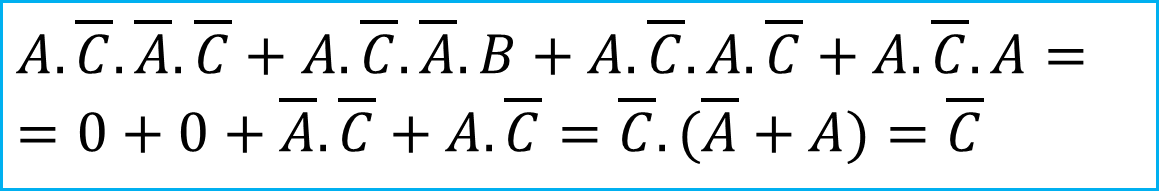 A.C̅.A̅.C̅ + A.C̅.A̅.B + A.C̅.A.C̅ + A.C̅.A =
= 0 + 0 + A̅.C̅ + A.C̅ = C̅.(A̅ + A) = C̅